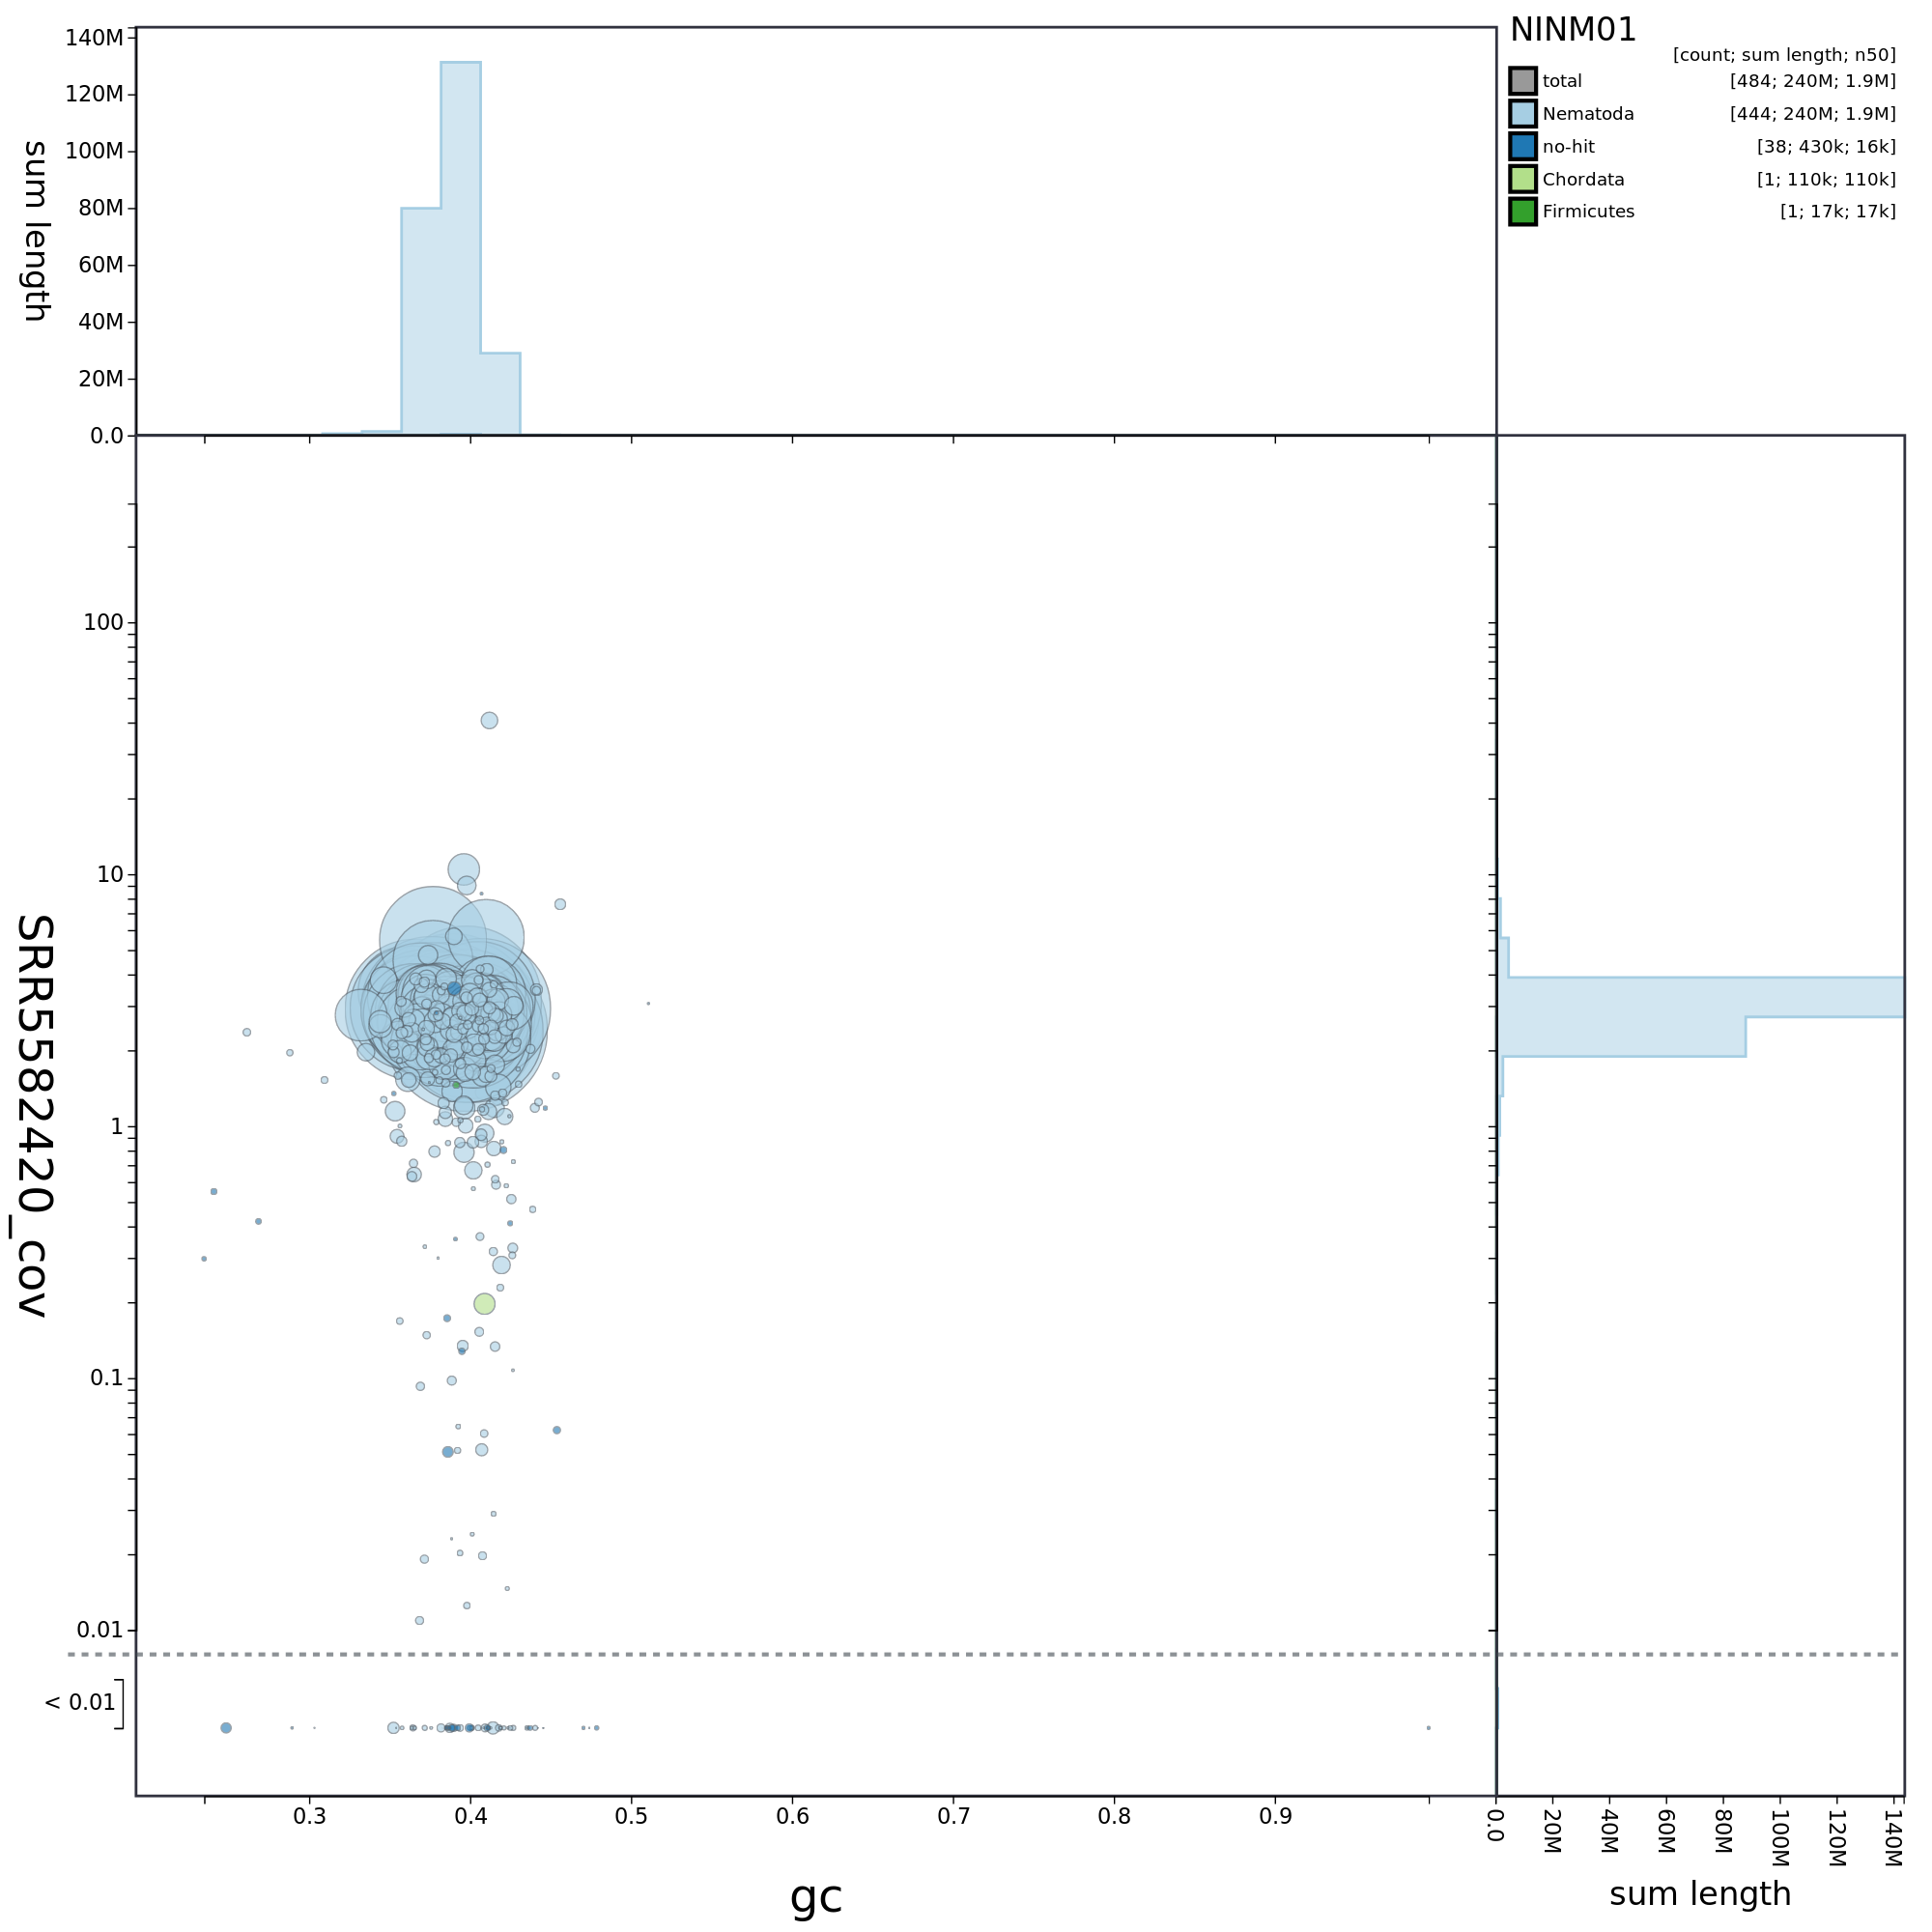 NINM01
[count; sum length; n50]
total [484; 240M; 1.9M]
Nematoda [444; 240M; 1.9M]
no-hit [38; 430k; 16k]
Chordata [1; 110k; 110k]
Firmicutes [1; 17k; 17k]
sum length
140M
120M
100M
80M
60M
40M
20M
0.0
SRR5582420_cov
100
10
1
0.1
0.01
< 0.01
0.3 0.4 0.5 0.6 0.7 0.8 0.9
gc
0.0 20M 40M 60M 80M 100M 120M 140M
sum length